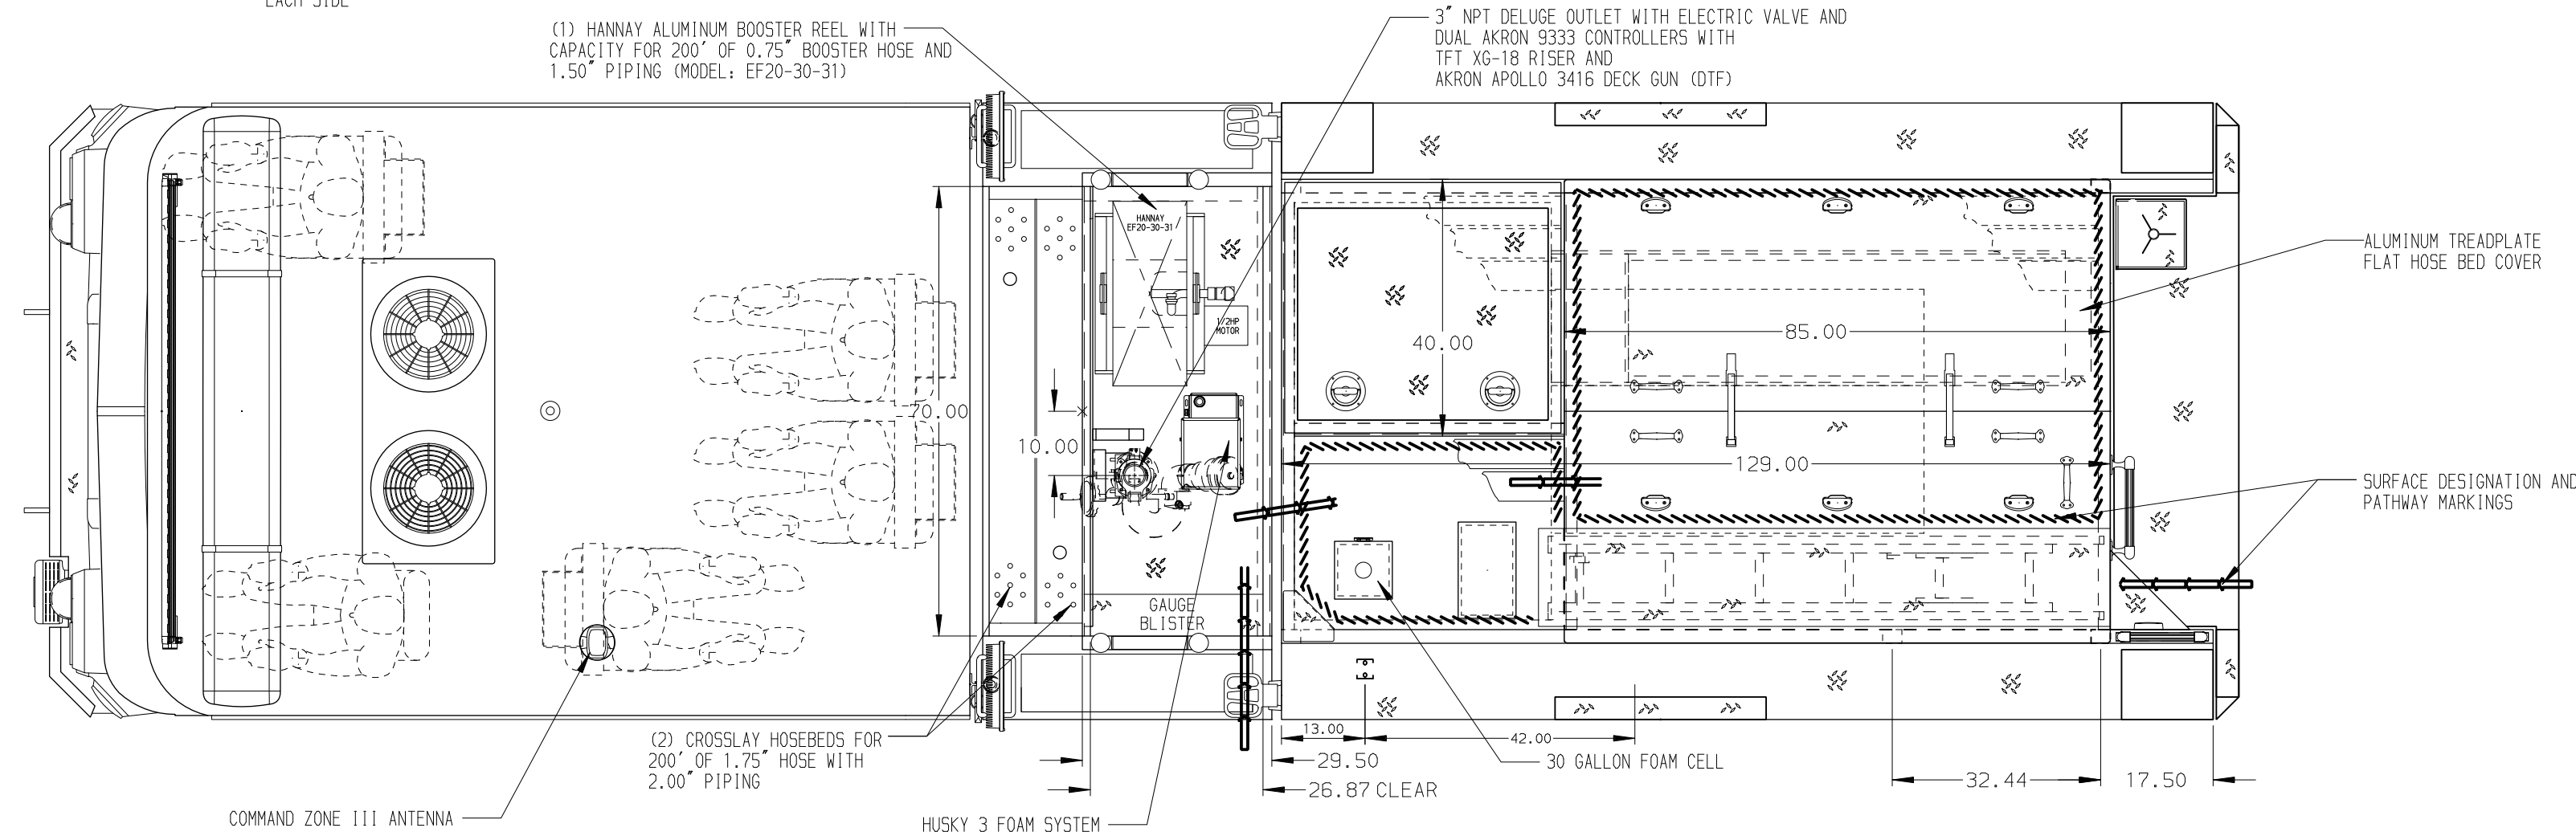 EACH SIDE
(1) HANNAY ALUMINUM BOOSTER REEL WITH
CAPACITY FOR 200' OF 0.75" BOOSTER HOSE AND
1.50" PIPING (MODEL: EF20-30-31)
3" NPT DELUGE OUTLET WITH ELECTRIC VALVE AND
DUAL AKRON 9333 CONTROLLERS WITH
TFT XG-18 RISER AND
AKRON APOLLO 3416 DECK GUN (DTF)
HANNAY
EF20-30-31
1/2HP
MOTOR
ALUMINUM TREADPLATE
FLAT HOSE BED COVER
85.00
40.00
70.00
10.00
129.00
SURFACE DESIGNATION AND
PATHWAY MARKINGS
GAUGE
BLISTER
13.00
42.00
(2) CROSSLAY HOSEBEDS FOR
200' OF 1.75" HOSE WITH
2.00" PIPING
29.50
30 GALLON FOAM CELL
32.44
17.50
26.87 CLEAR
COMMAND ZONE III ANTENNA
HUSKY 3 FOAM SYSTEM